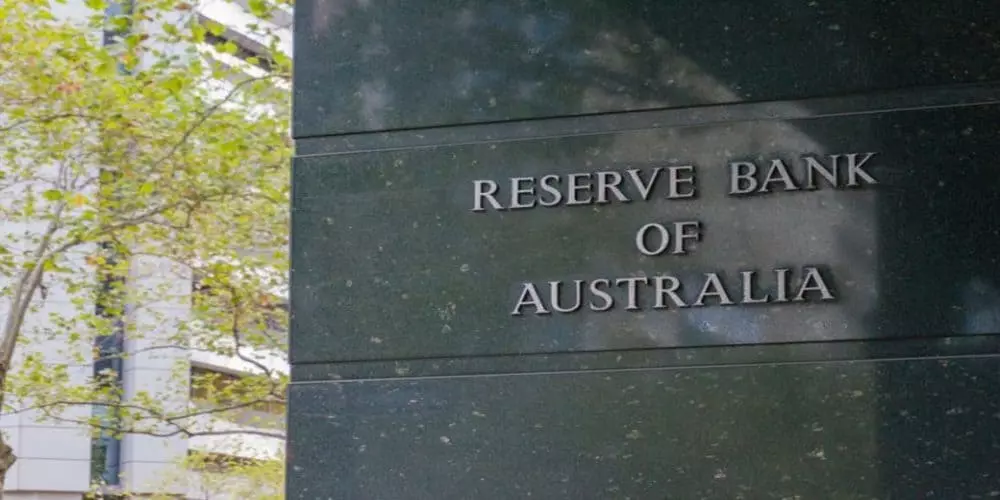 RESERVE BANK
OF
AUSTRALIA